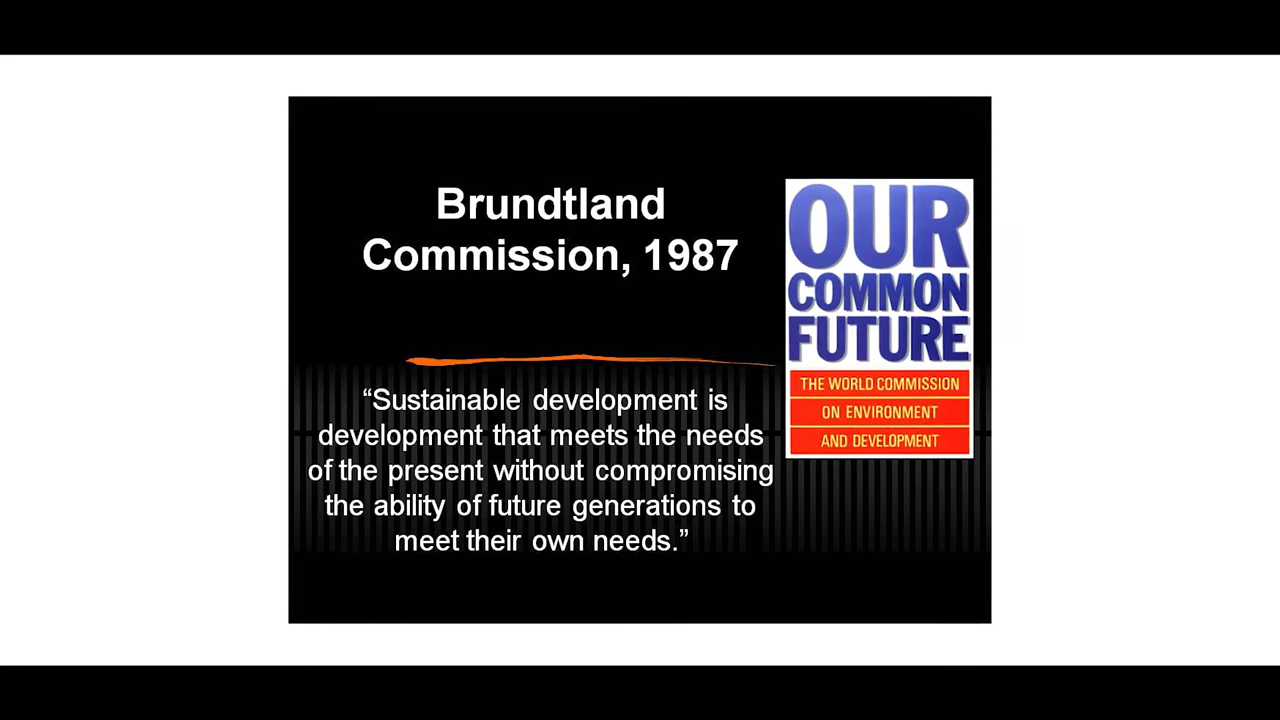 Brundtland
Commission, 1987
“Sustainable development is
development that meets the needs
of the present without compromising
the ability of future generations to
meet their own needs.”
OUR
COMMON
FUTURE
THE WORLD COMMISSION
ON ENVIRONMENT
AND DEVELOPMENT